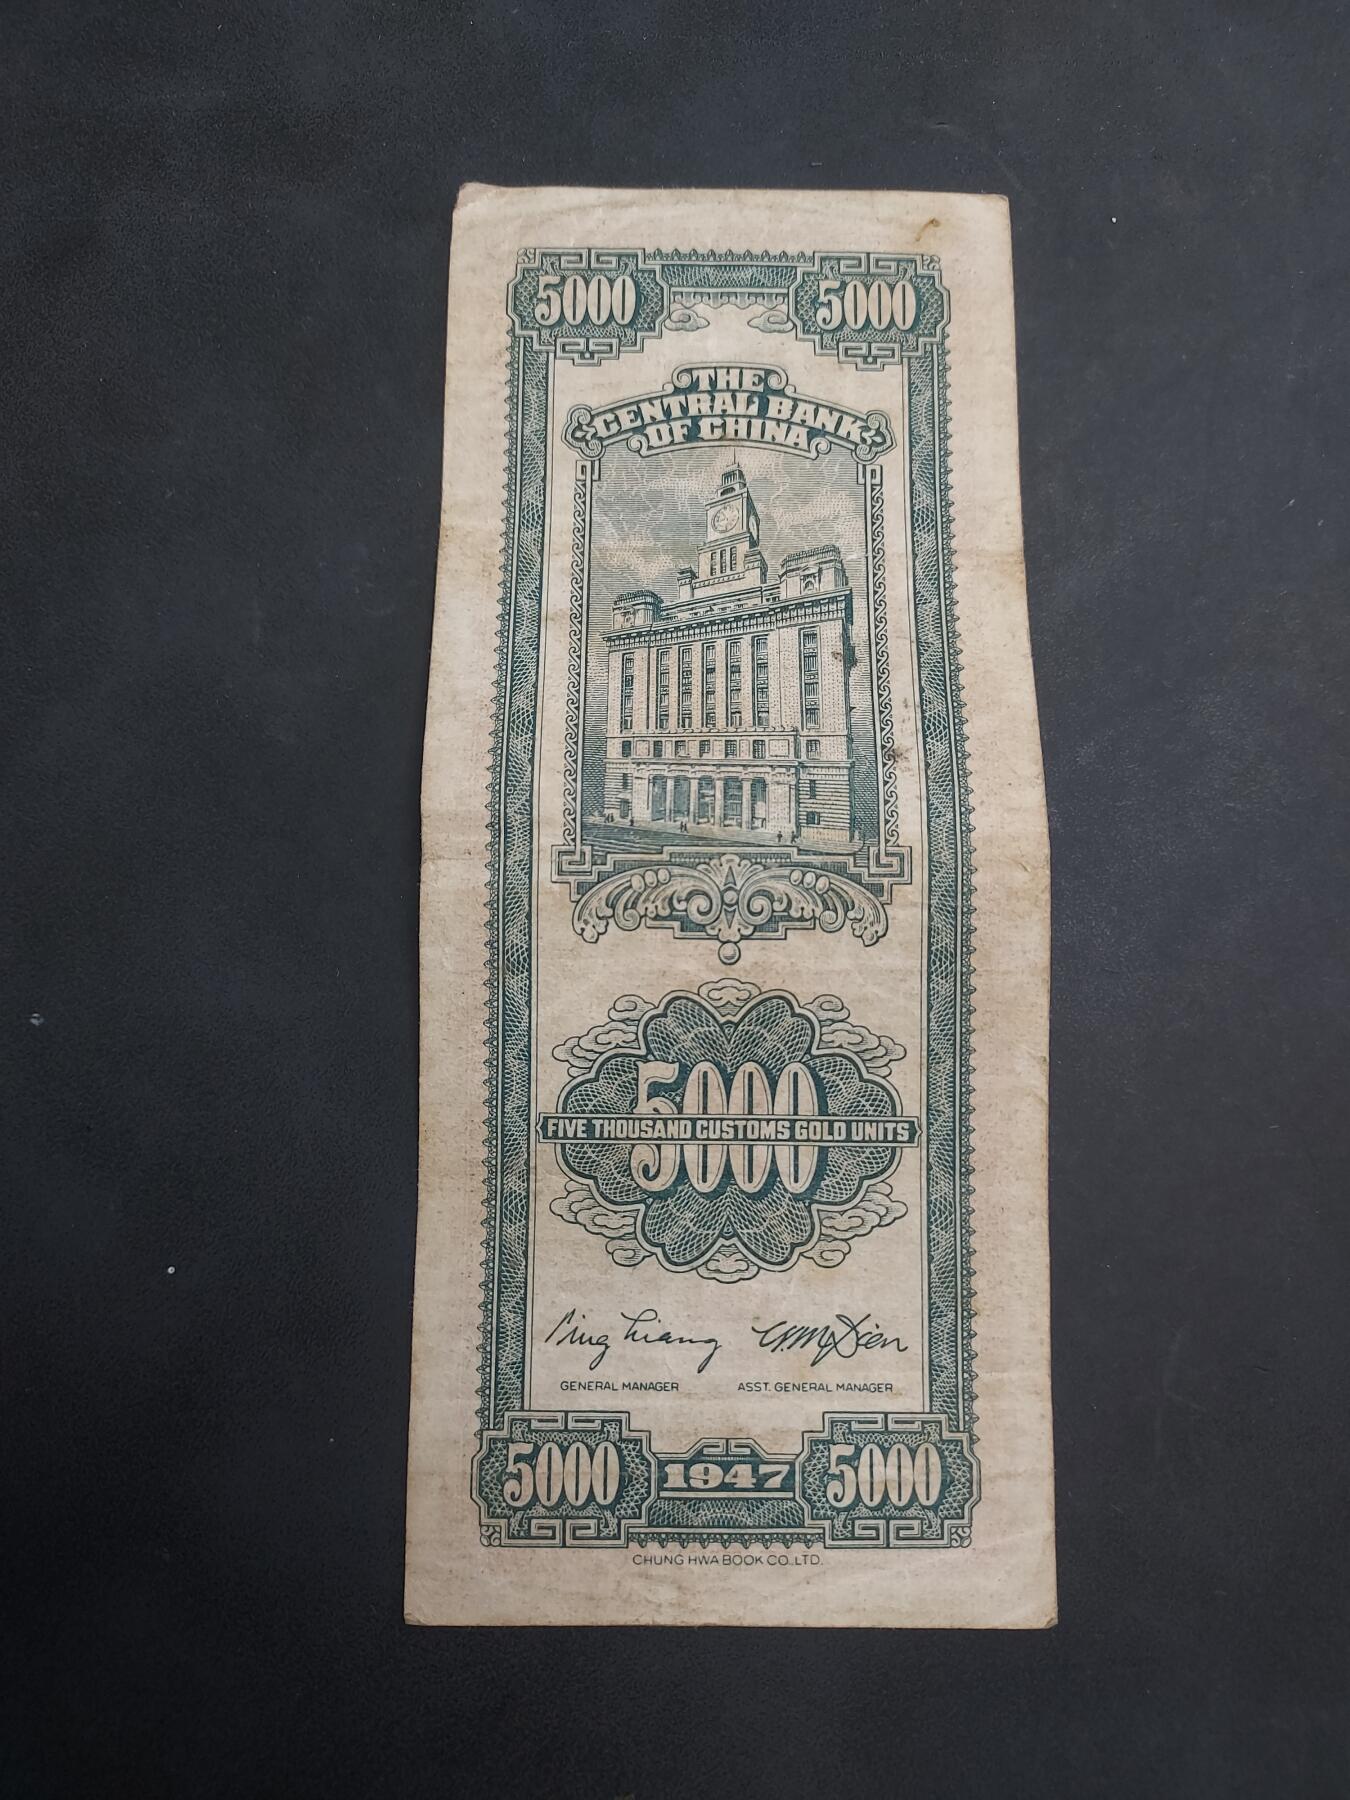 5000 5000
THE
CENTRAL BANK
OF CHINA
5000
FIVE THOUSAND CUSTOMS GOLD UNITS
GENERAL MANAGER ASST. GENERAL MANAGER
5000 1947 5000
CHUNG HWA BOOK CO.,LTD.